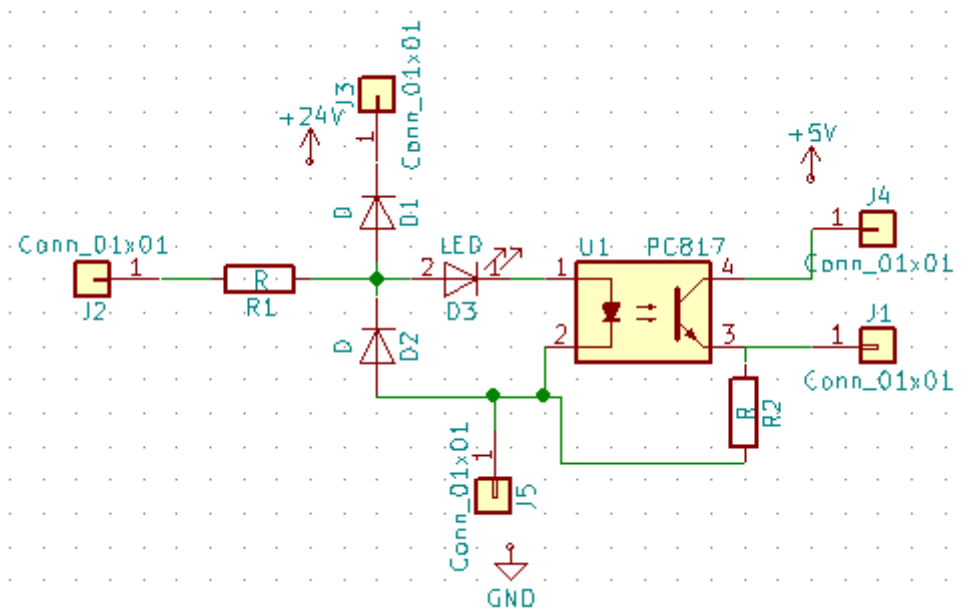 J3
Conn_01x01
+24V
1
+5V
D
D1
J4
1
Conn_01x01
Conn_01x01
1
J2
R
R1
LED
2
1
D3
U1
PC817
1
2
4
3
D
D2
J1
1
Conn_01x01
R
R2
Conn_01x01
1
J5
GND